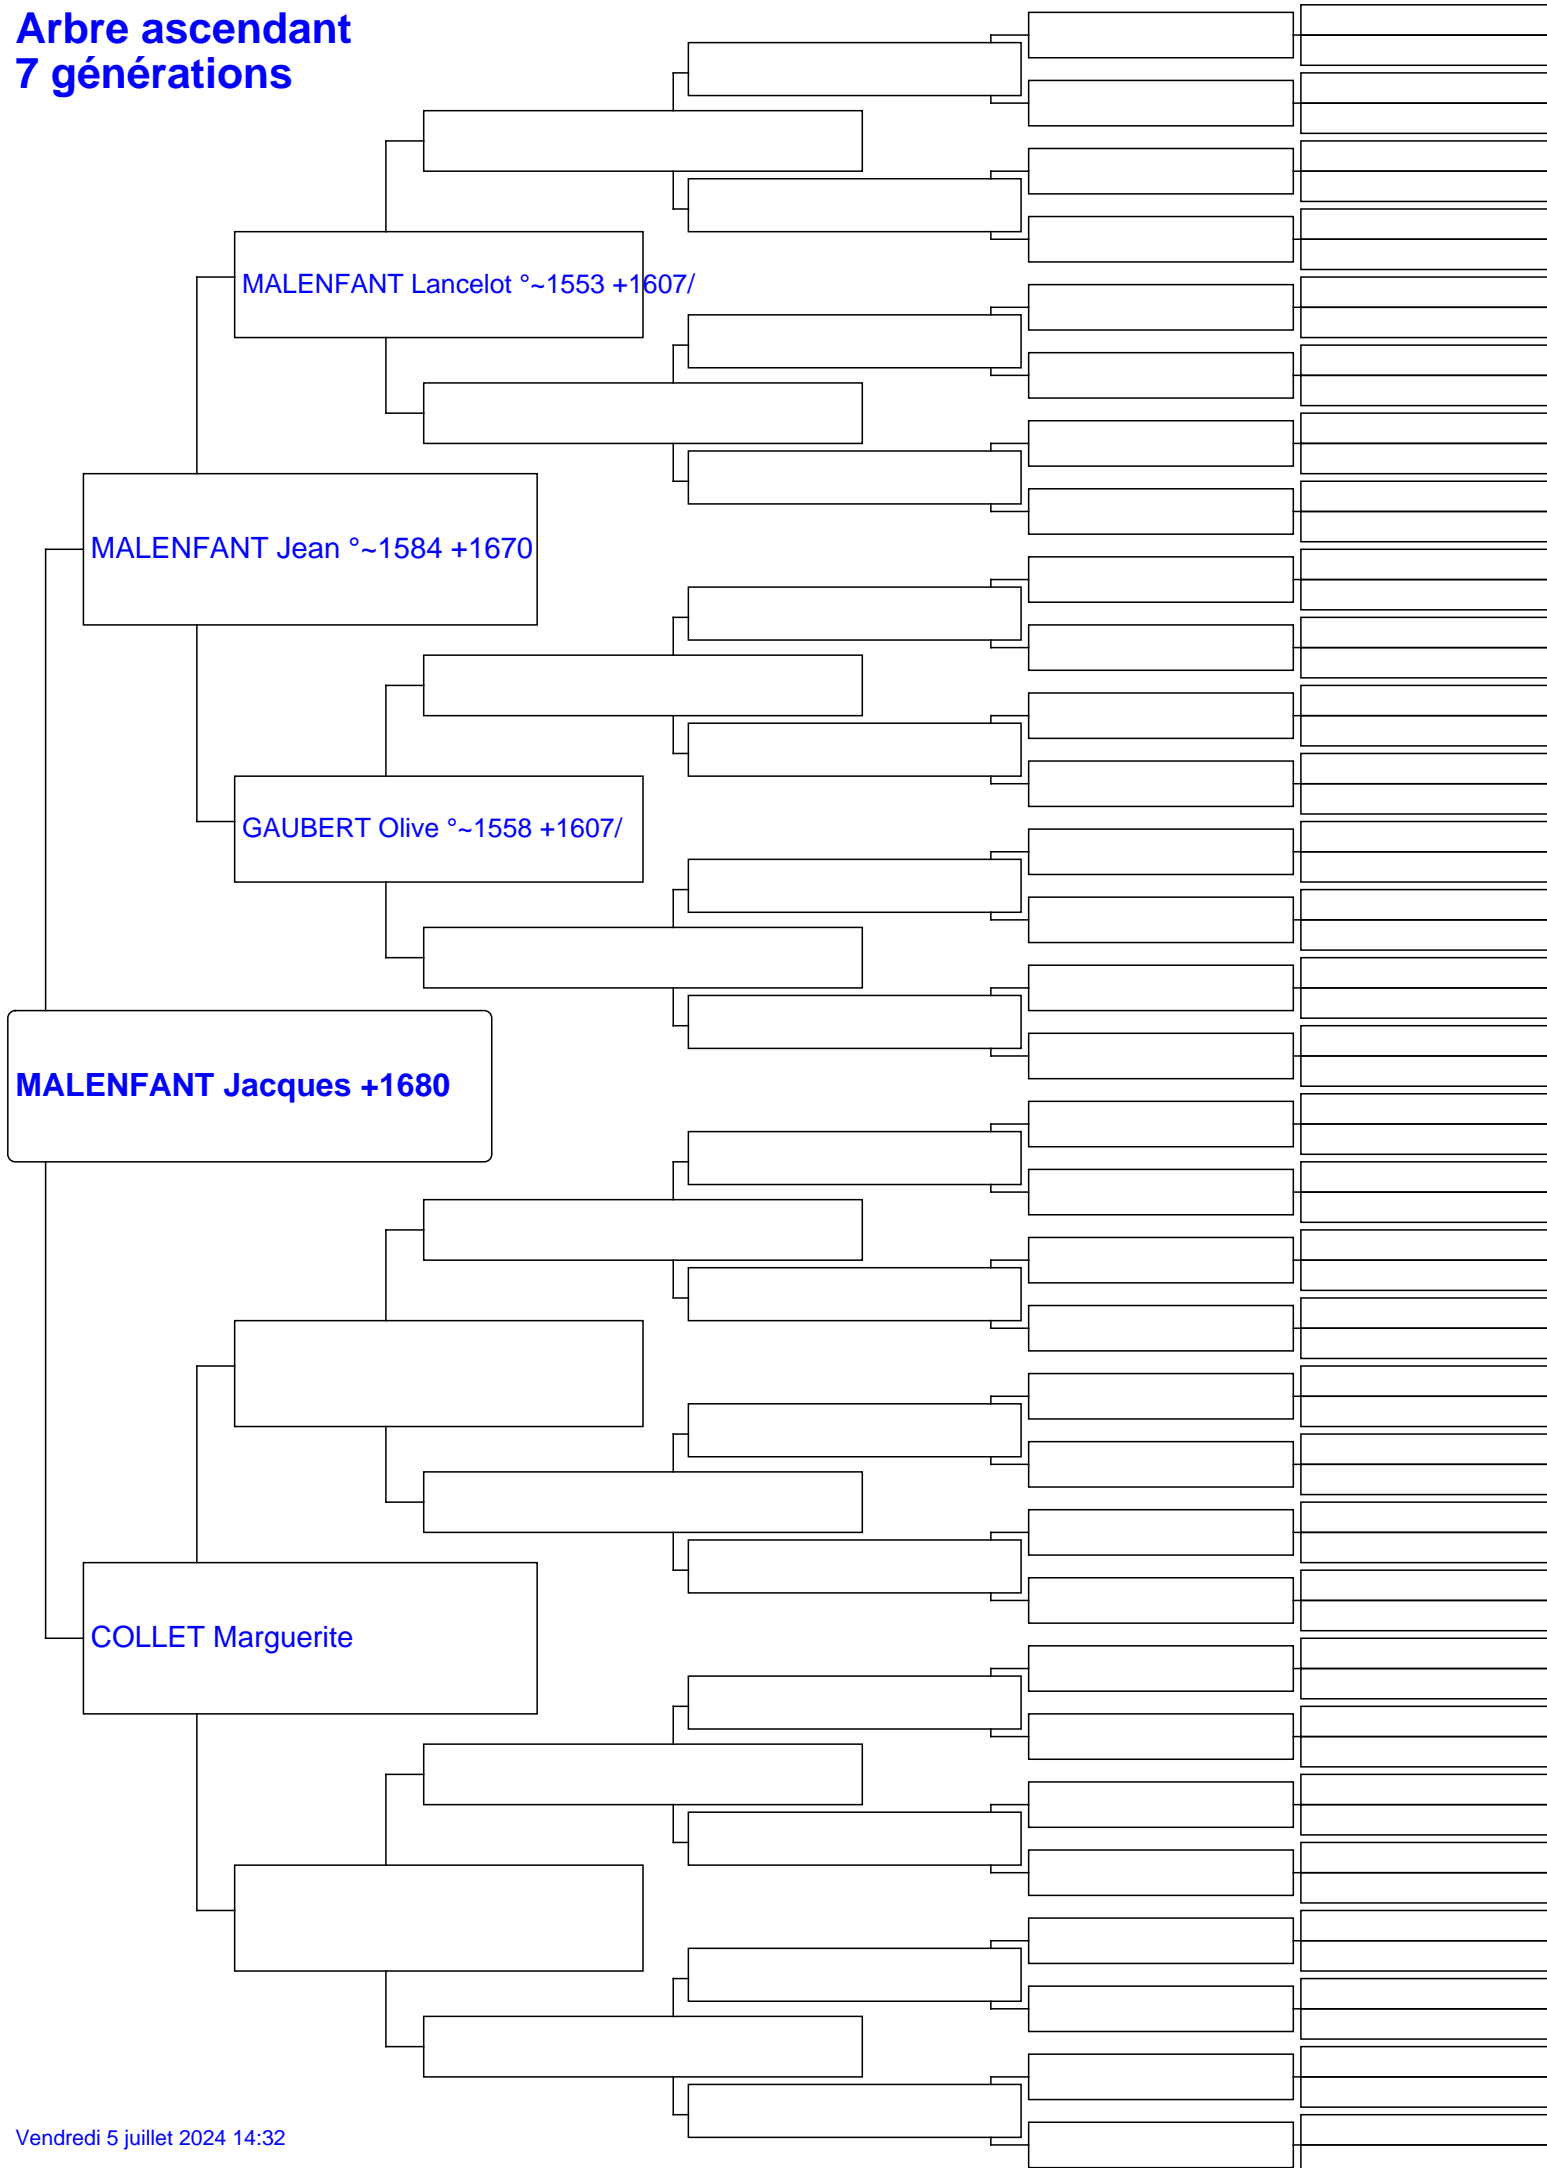 Arbre ascendant
7 générations
MALENFANT Lancelot °~1553 +1607/
MALENFANT Jean °~1584 +1670
GAUBERT Olive °~1558 +1607/
MALENFANT Jacques +1680
COLLET Marguerite
Vendredi 5 juillet 2024 14:32